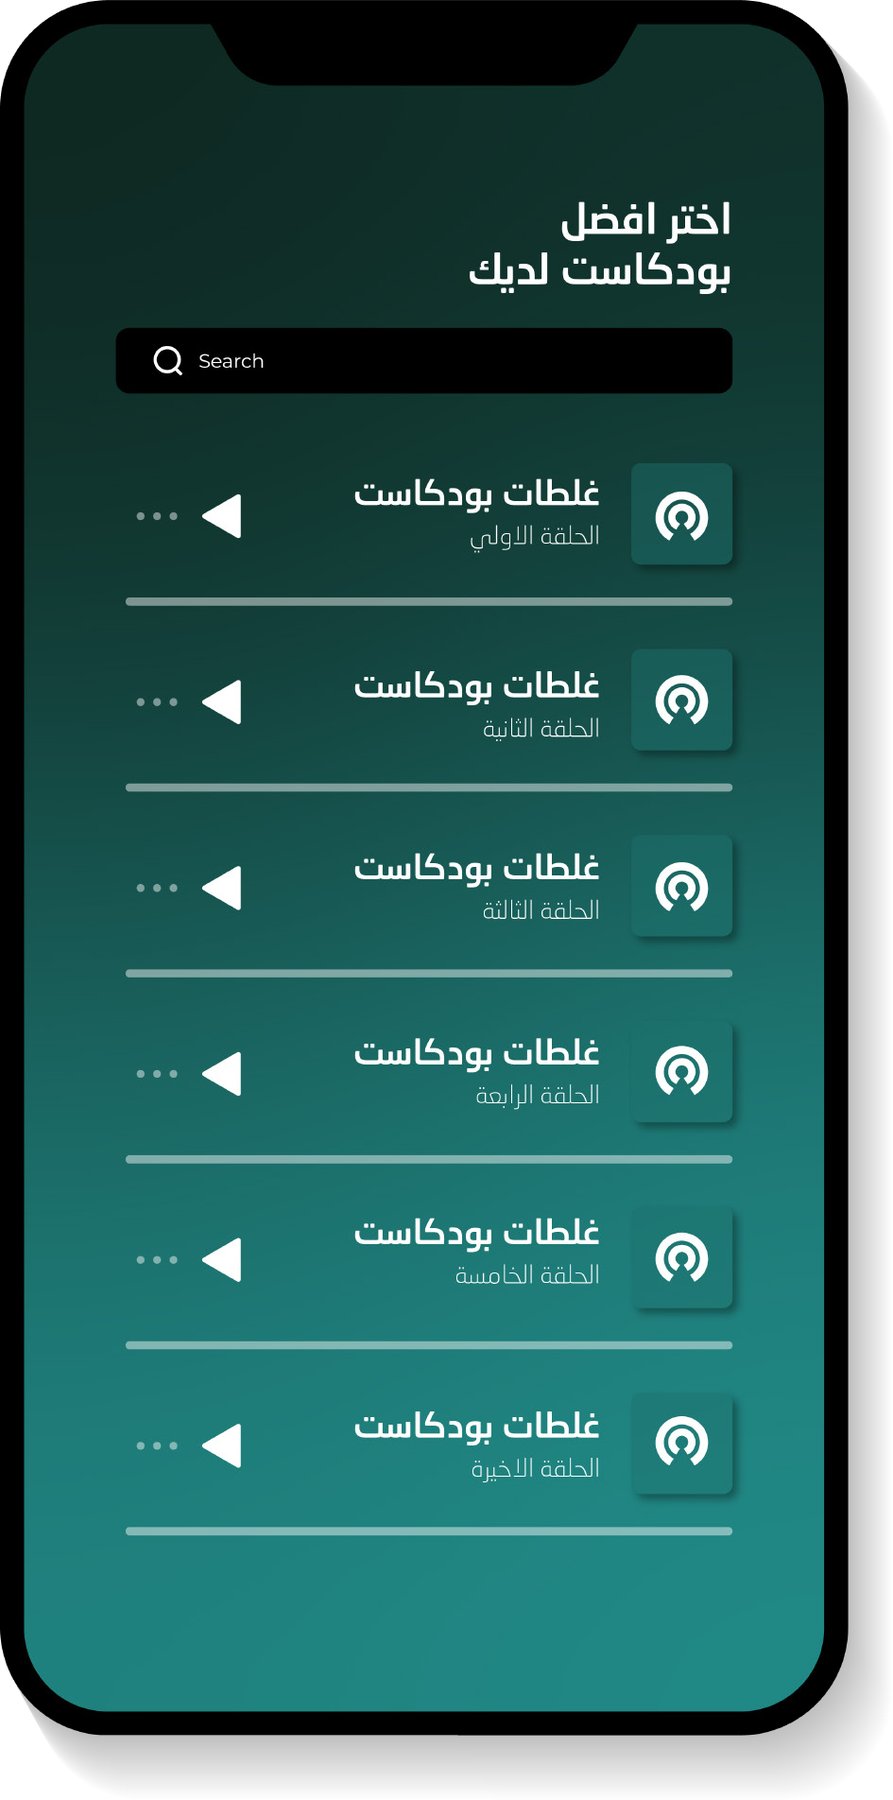 اختر افضل
بودكاست لديك
Search
غلطات بودكاست
الحلقة الاولي
غلطات بودكاست
الحلقة الثانية
غلطات بودكاست
الحلقة الثالثة
غلطات بودكاست
الحلقة الرابعة
غلطات بودكاست
الحلقة الخامسة
غلطات بودكاست
الحلقة الاخيرة